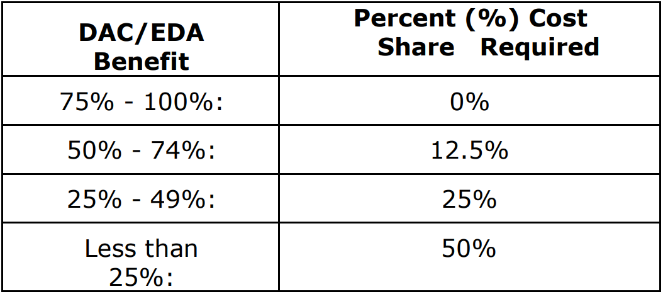 DAC/EDA
Benefit
Percent (%) Cost
Share Required
75% - 100%:
0%
50% - 74%:
12.5%
25% - 49%:
25%
Less than
25%:
50%